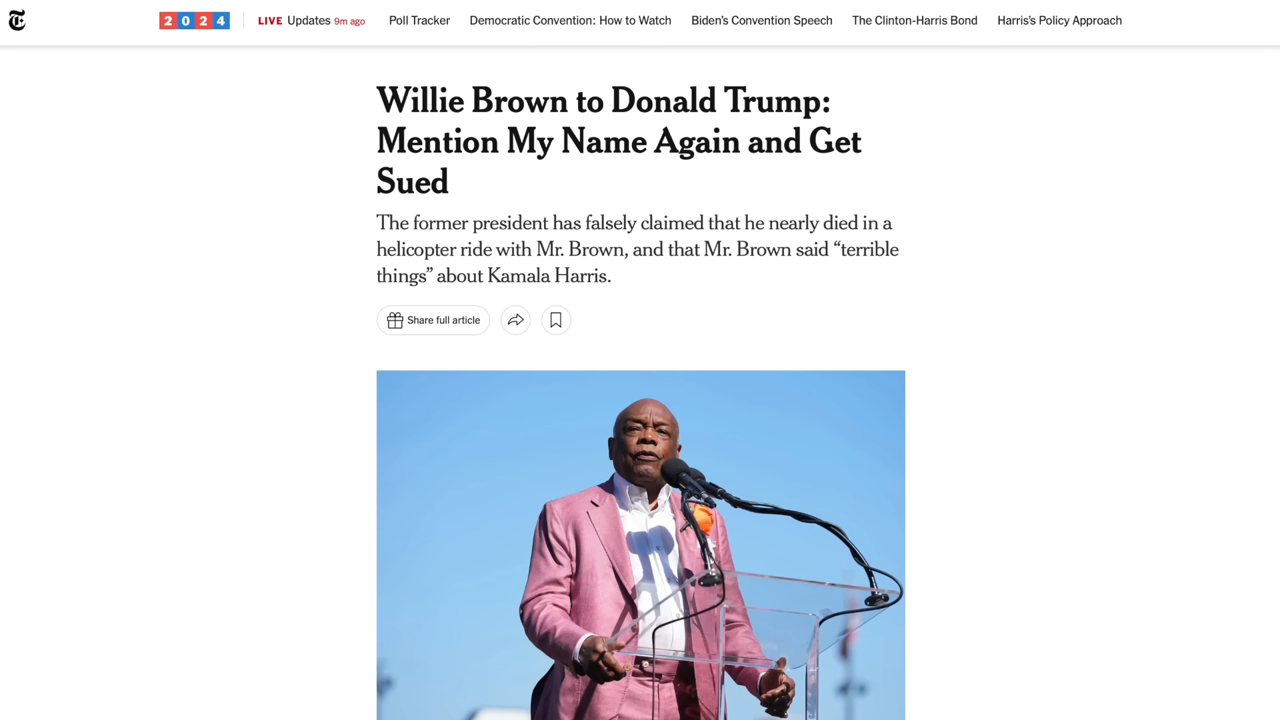 T
2024 LIVE Updates 9m ago Poll Tracker Democratic Convention: How to Watch Biden’s Convention Speech The Clinton-Harris Bond Harris’s Policy Approach
Willie Brown to Donald Trump:
Mention My Name Again and Get
Sued
The former president has falsely claimed that he nearly died in a
helicopter ride with Mr. Brown, and that Mr. Brown said “terrible
things” about Kamala Harris.
Share full article